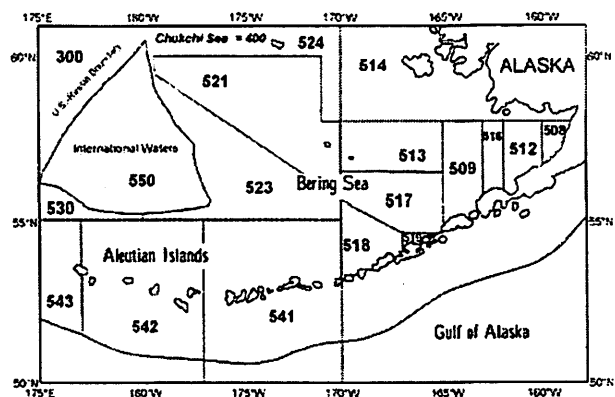 175°E 180°W 175°W 170°W 165°W 160°W
60°N 60°N
300
U.S.-Russia Boundary
Chukchi Sea = 400
524
521
514
ALASKA
International Waters
550
530
523
Bering Sea
513
509
516
512
508
517
55°N 55°N
518
519
Aleutian Islands
543
542
541
Gulf of Alaska
50°N 50°N
175°E 180°W 175°W 170°W 165°W 160°W